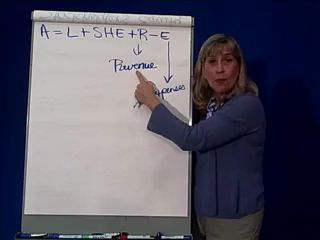 A = L + SHE + R - E
Revenue
Expenses